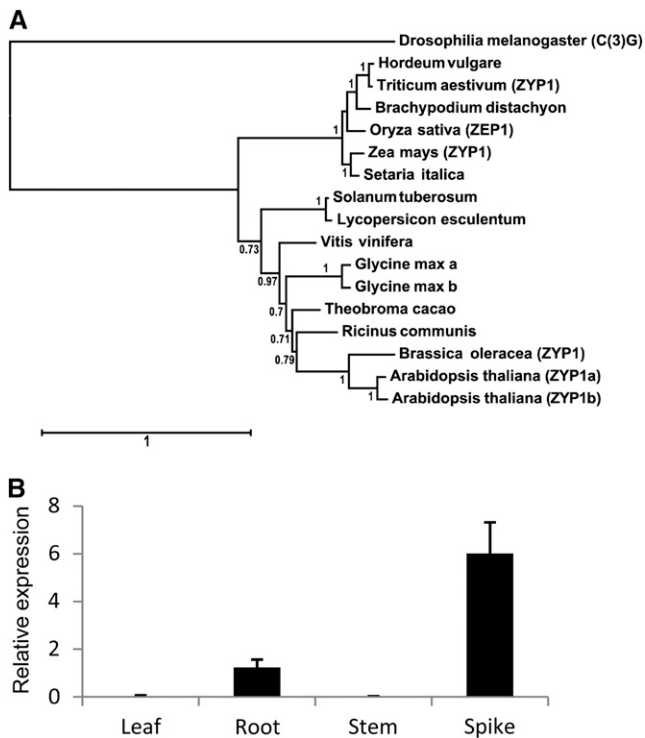 A
Drosophilia melanogaster (C(3)G)
1 Hordeum vulgare
1 Triticum aestivum (ZYP1)
Brachypodium distachyon
1 Oryza sativa (ZEP1)
Zea mays (ZYP1)
1 Setaria italica
1 Solanum tuberosum
Lycopersicon esculentum
0.73 Vitis vinifera
1 Glycine max a
0.97 Glycine max b
0.7 Theobroma cacao
0.71 Ricinus communis
0.79 Brassica oleracea (ZYP1)
1 Arabidopsis thaliana (ZYP1a)
1 Arabidopsis thaliana (ZYP1b)
1
B
Relative expression
8
6
4
2
0
Leaf Root Stem Spike